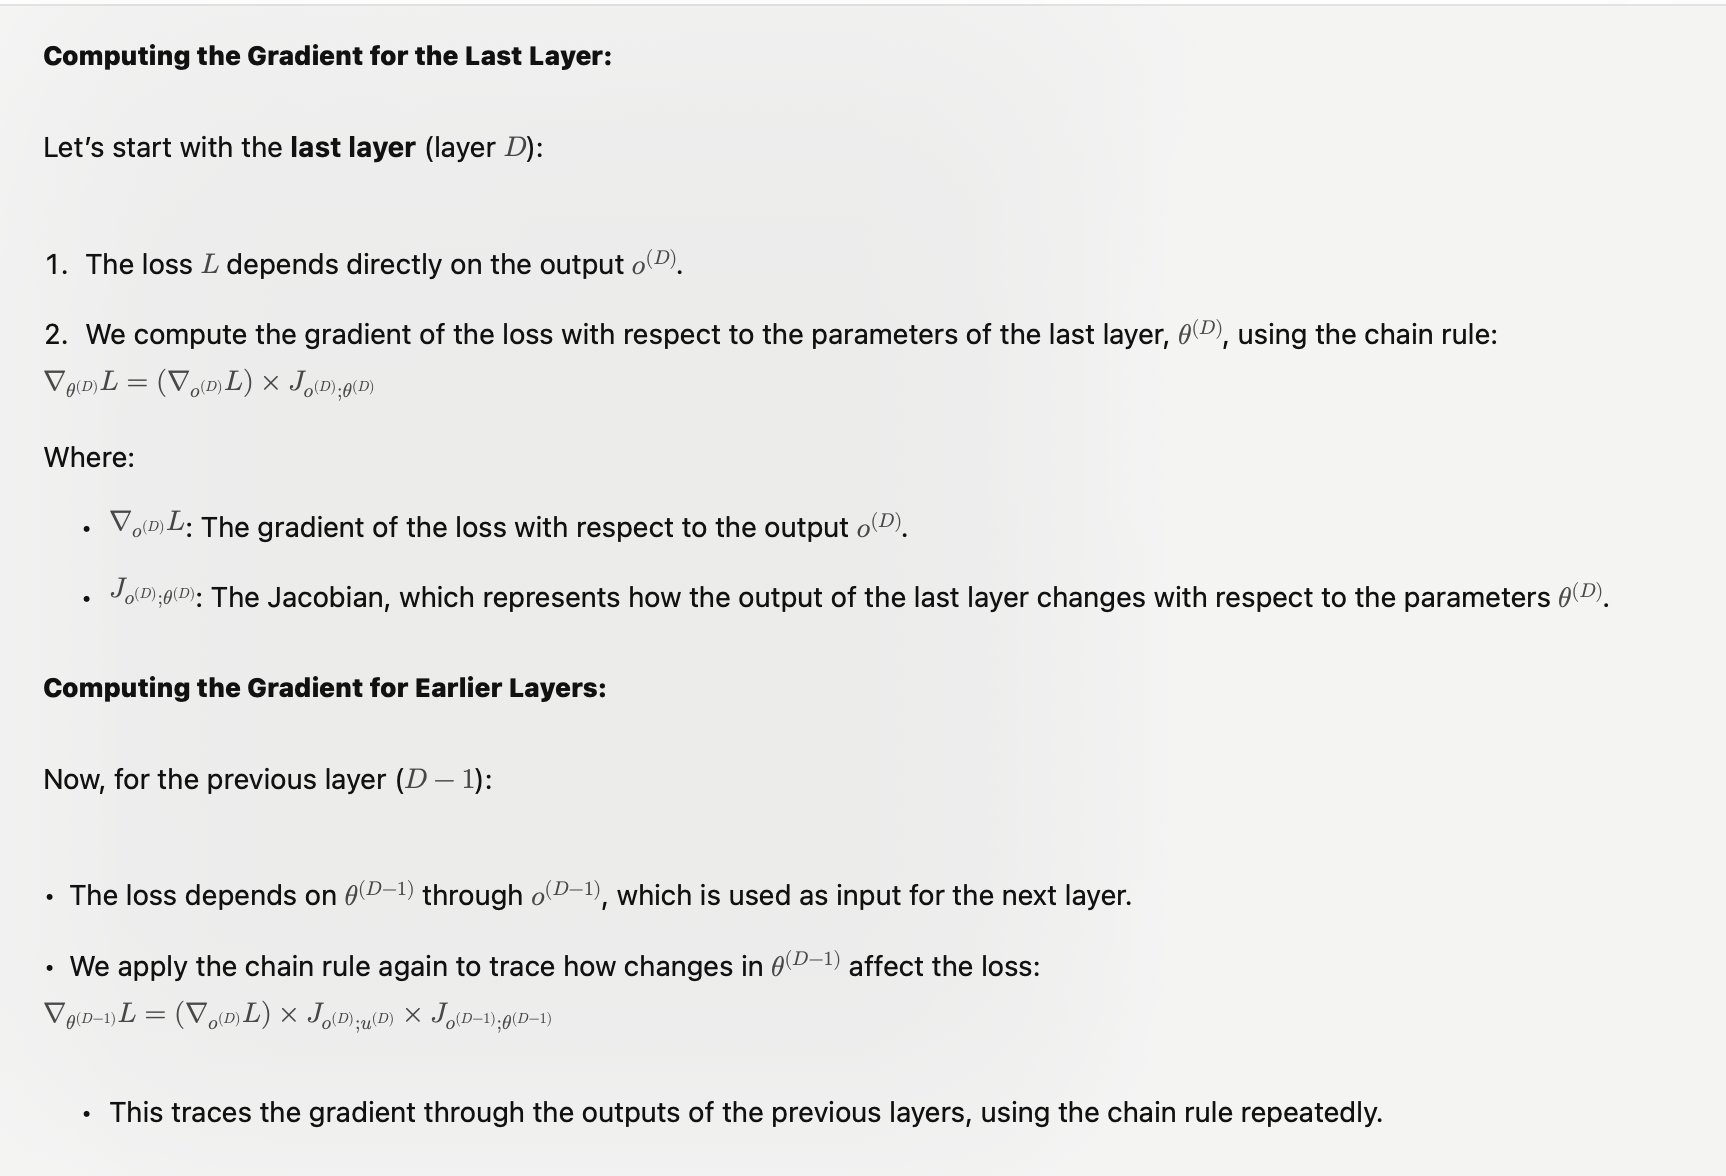 Computing the Gradient for the Last Layer:
Let’s start with the last layer (layer $D$):
1. The loss $L$ depends directly on the output $o^{(D)}$.
2. We compute the gradient of the loss with respect to the parameters of the last layer, $\theta^{(D)}$, using the chain rule:
$\nabla_{\theta^{(D)}} L = (\nabla_{o^{(D)}} L) \times J_{o^{(D)};\theta^{(D)}}$
Where:
• $\nabla_{o^{(D)}} L$: The gradient of the loss with respect to the output $o^{(D)}$.
• $J_{o^{(D)};\theta^{(D)}}$: The Jacobian, which represents how the output of the last layer changes with respect to the parameters $\theta^{(D)}$.
Computing the Gradient for Earlier Layers:
Now, for the previous layer ($D - 1$):
• The loss depends on $\theta^{(D-1)}$ through $o^{(D-1)}$, which is used as input for the next layer.
• We apply the chain rule again to trace how changes in $\theta^{(D-1)}$ affect the loss:
$\nabla_{\theta^{(D-1)}} L = (\nabla_{o^{(D)}} L) \times J_{o^{(D)};u^{(D)}} \times J_{o^{(D-1)};\theta^{(D-1)}}$
• This traces the gradient through the outputs of the previous layers, using the chain rule repeatedly.